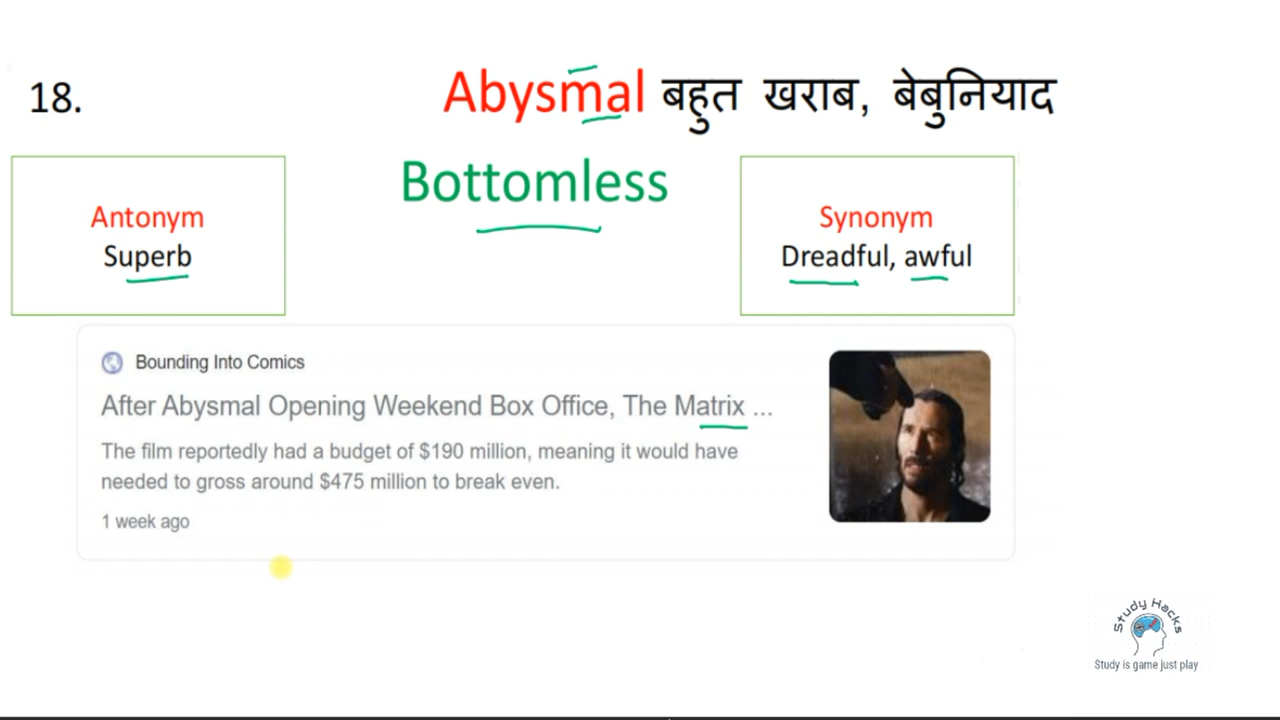 18.
Abysmal बहुत खराब, बेबुनियाद
Bottomless
Antonym
Superb
Synonym
Dreadful, awful
Bounding Into Comics
After Abysmal Opening Weekend Box Office, The Matrix ...
The film reportedly had a budget of $190 million, meaning it would have
needed to gross around $475 million to break even.
1 week ago
Study Hacks
Study is game just play